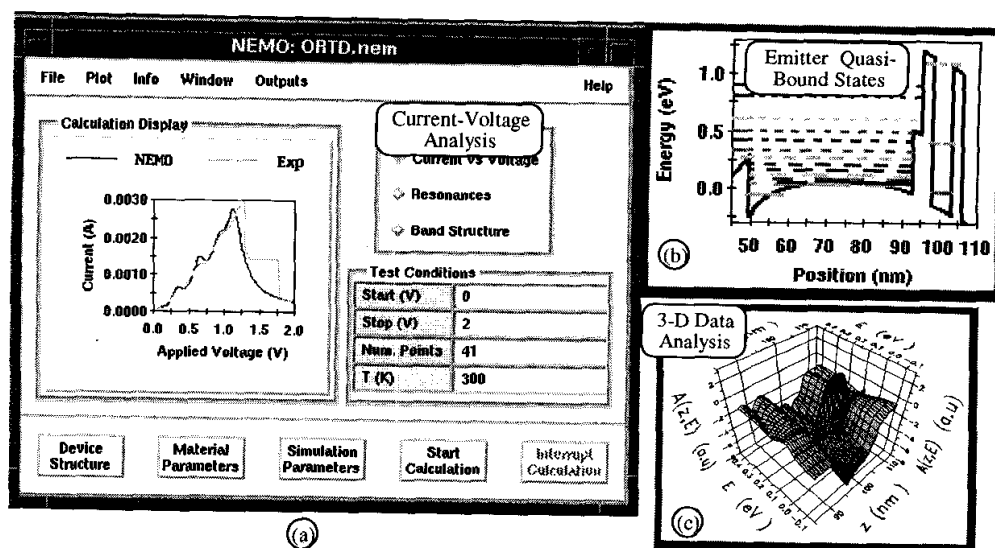 NEMO: ORTD.nem
File Plot Info Window Outputs Help
Calculation Display
NEMO Exp
Current (A)
0.0030
0.0020
0.0010
0.0000
0.0 0.5 1.0 1.5 2.0
Applied Voltage (V)
Current-Voltage
Analysis
Current vs Voltage
Resonances
Band Structure
Test Conditions
Start (V) 0
Stop (V) 2
Num. Points 41
T (K) 300
Device
Structure
Material
Parameters
Simulation
Parameters
Start
Calculation
Interrupt
Calculation
(a)
Emitter Quasi-
Bound States
Energy (eV)
1.0
0.5
0.0
50 60 70 80 90 100 110
Position (nm)
(b)
3-D Data
Analysis
E (eV)
A(z,E) (a.u)
A(z,E) (a.u)
E (eV)
z (nm)
(c)